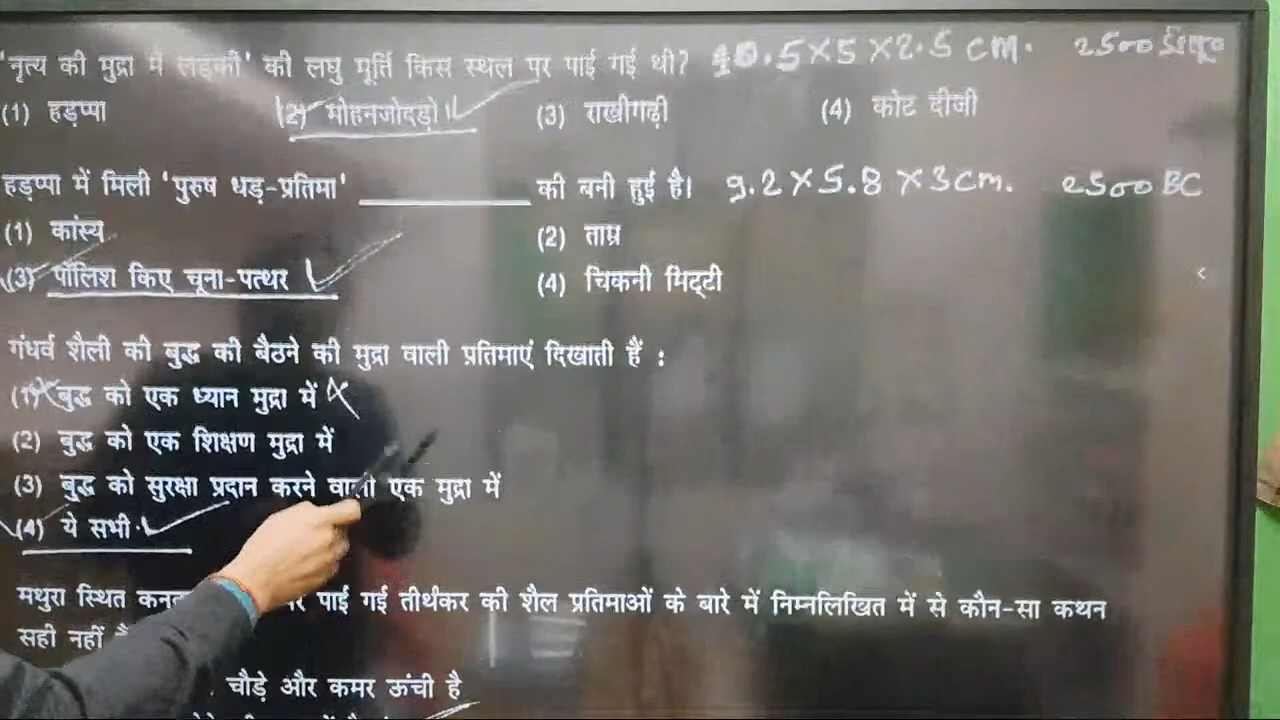 'नृत्य की मुद्रा में लड़की' की लघु मूर्ति किस स्थल पर पाई गई थी? 10.5×5×2.5 cm. 2500
(1) हड़प्पा (2) मोहनजोदड़ो (3) राखीगढ़ी (4) कोट दीजी
हड़प्पा में मिली 'पुरुष धड़-प्रतिमा' ________ की बनी हुई है। 9.2×5.8×3cm. 2500 BC
(1) कांस्य (2) ताम्र
(3) पॉलिश किए चूना-पत्थर (4) चिकनी मिट्टी
गंधर्व शैली की बुद्ध की बैठने की मुद्रा वाली प्रतिमाएं दिखाती हैं :
(1) बुद्ध को एक ध्यान मुद्रा में
(2) बुद्ध को एक शिक्षण मुद्रा में
(3) बुद्ध को सुरक्षा प्रदान करने वाली एक मुद्रा में
(4) ये सभी
मथुरा स्थित पाई गई तीर्थंकर की शैल प्रतिमाओं के बारे में निम्नलिखित में से कौन-सा कथन
सही नहीं
चौड़े और कमर ऊंची है